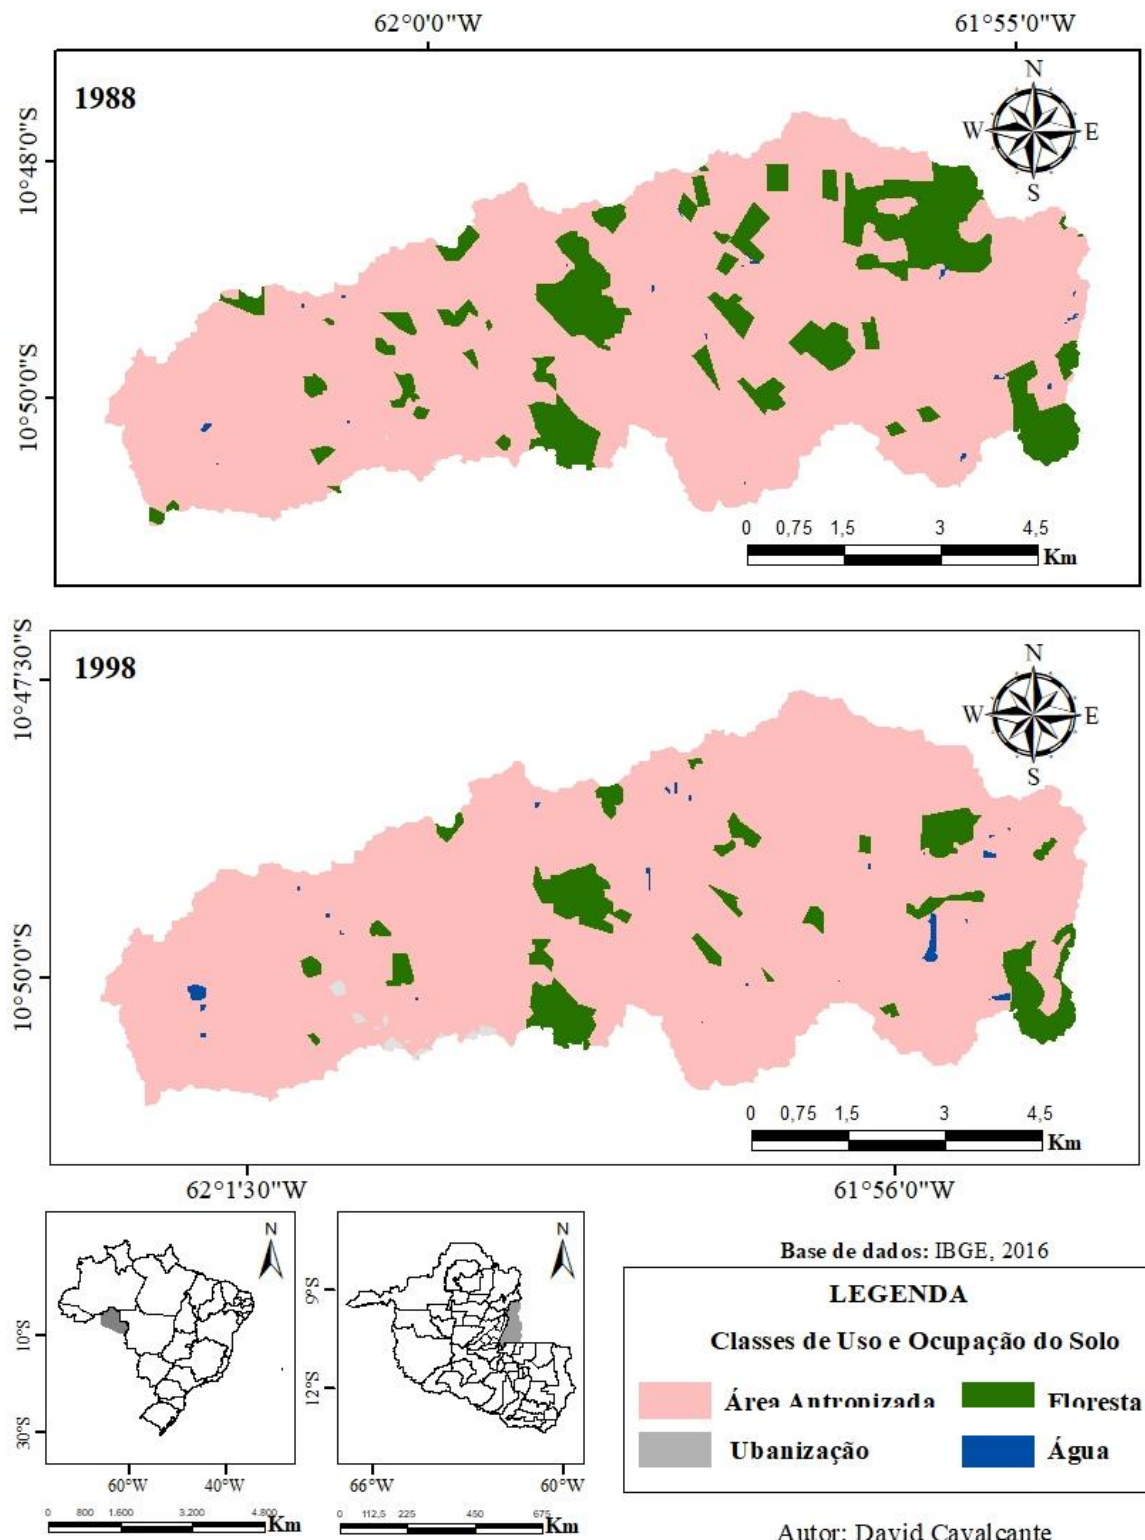 62°0'0"W 61°55'0"W
1988
N
W E
S
10°48'0"S
10°50'0"S
0 0,75 1,5 3 4,5
Km
1998
N
W E
S
10°47'30"S
10°50'0"S
0 0,75 1,5 3 4,5
Km
62°1'30"W 61°56'0"W
N
10°S
30°S
60°W 40°W
0 800 1.600 3.200 4.800
Km
N
9°S
12°S
66°W 60°W
0 112,5 225 450 675
Km
Base de dados: IBGE, 2016
LEGENDA
Classes de Uso e Ocupação do Solo
Área Antropizada Floresta
Ubanização Água
Autor: David Cavalcante